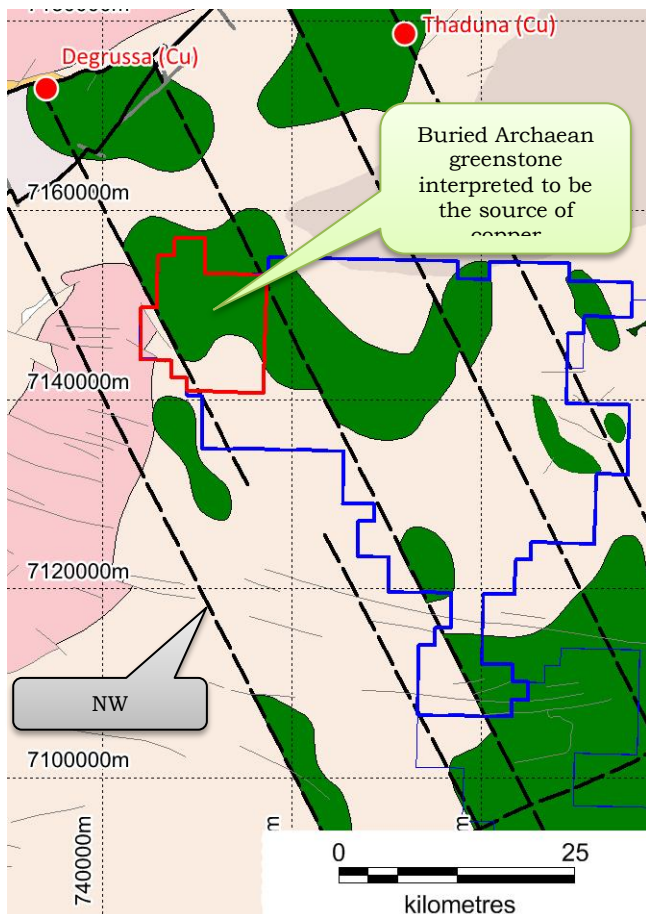 Thaduna (Cu)
Degrussa (Cu)
Buried Archaean
greenstone
interpreted to be
the source of
copper
7160000m
7140000m
7120000m
NW
7100000m
740000m
0 25
kilometres